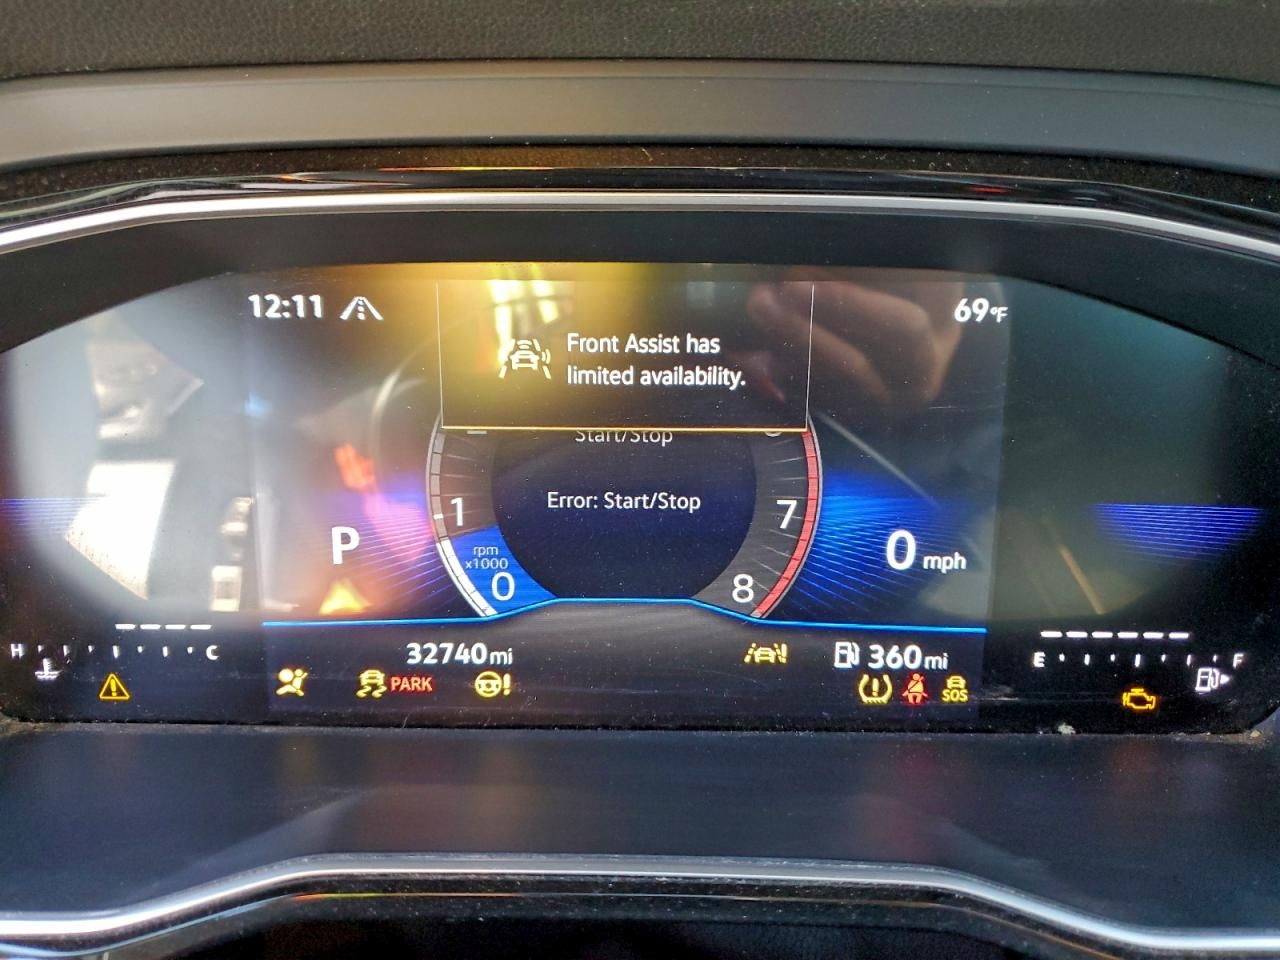 12:11
69°F
Front Assist has
limited availability.
Start/Stop
Error: Start/Stop
1
7
P
rpm
x1000
0
8
0 mph
H
C
32740 mi
360 mi
E
F
PARK
SOS